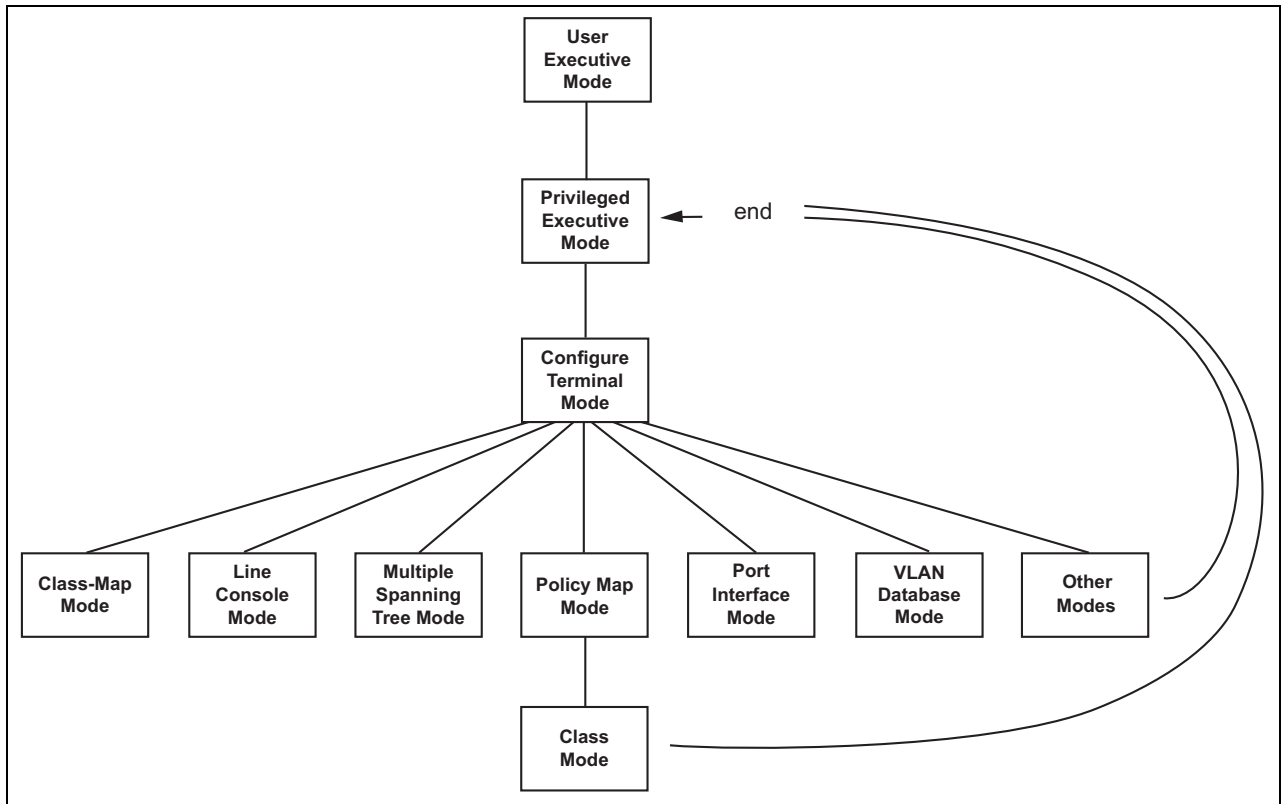 User
Executive
Mode
Privileged
Executive
Mode
end
Configure
Terminal
Mode
Class-Map
Mode
Line
Console
Mode
Multiple
Spanning
Tree Mode
Policy Map
Mode
Port
Interface
Mode
VLAN
Database
Mode
Other
Modes
Class
Mode